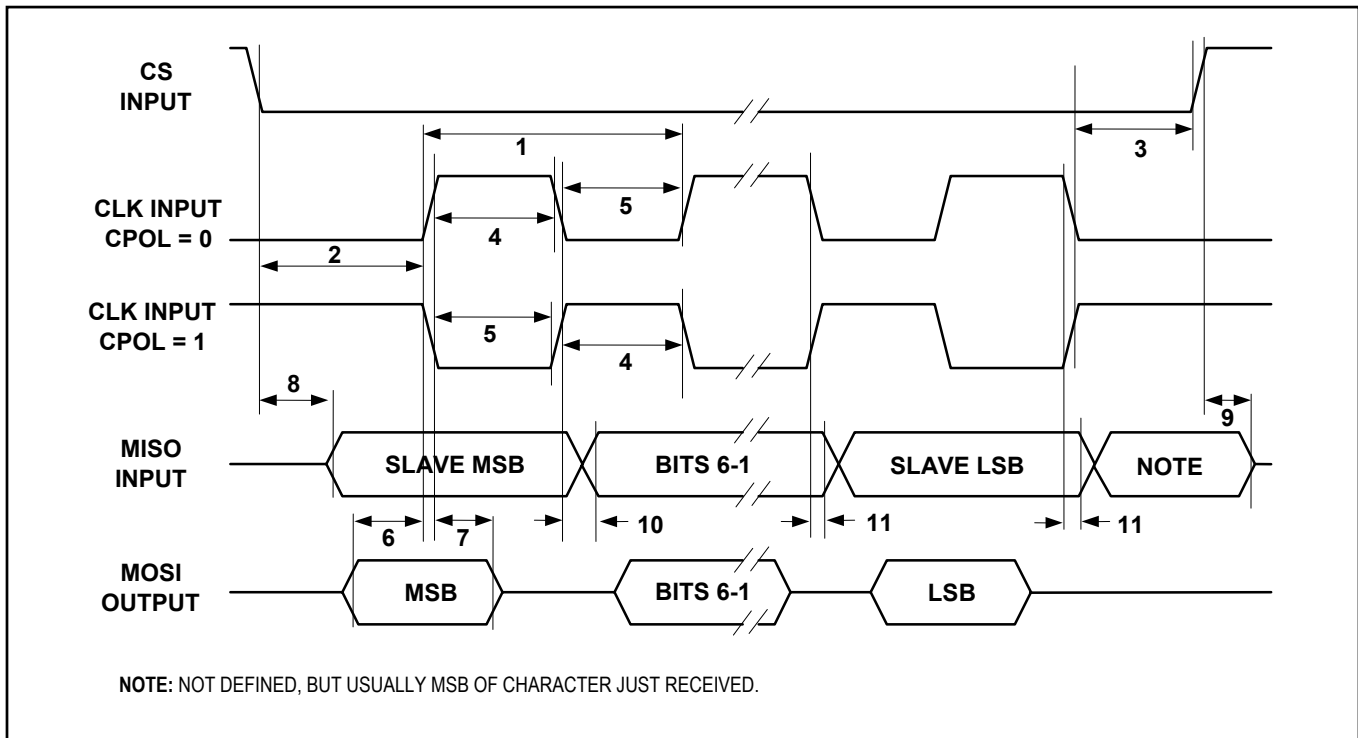 CS
INPUT
1
3
CLK INPUT
CPOL = 0
5
4
2
CLK INPUT
CPOL = 1
5
4
8
9
MISO
INPUT
SLAVE MSB
BITS 6-1
SLAVE LSB
NOTE
6
7
10
11
11
MOSI
OUTPUT
MSB
BITS 6-1
LSB
NOTE: NOT DEFINED, BUT USUALLY MSB OF CHARACTER JUST RECEIVED.